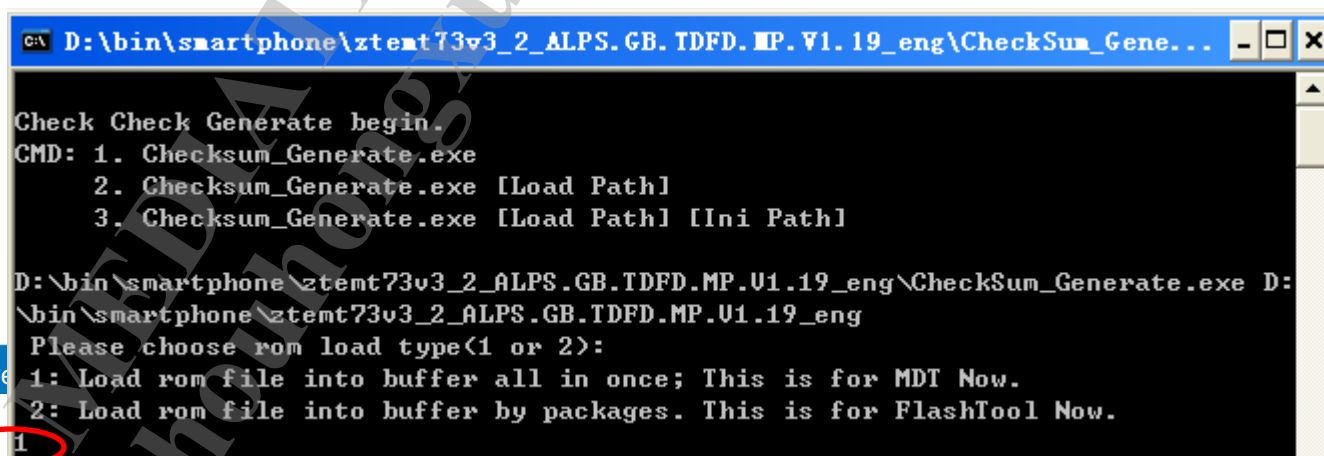 D:\bin\smartphone\ztemt73v3_2_ALPS.GB.TDFD.MP.V1.19_eng\CheckSum_Gene...
Check Check Generate begin.
CMD: 1. Checksum_Generate.exe
2. Checksum_Generate.exe [Load Path]
3. Checksum_Generate.exe [Load Path] [Ini Path]
D:\bin\smartphone\ztemt73v3_2_ALPS.GB.TDFD.MP.V1.19_eng\CheckSum_Generate.exe D:
\bin\smartphone\ztemt73v3_2_ALPS.GB.TDFD.MP.V1.19_eng
Please choose rom load type(1 or 2):
1: Load rom file into buffer all in once; This is for MDT Now.
2: Load rom file into buffer by packages. This is for FlashTool Now.
1